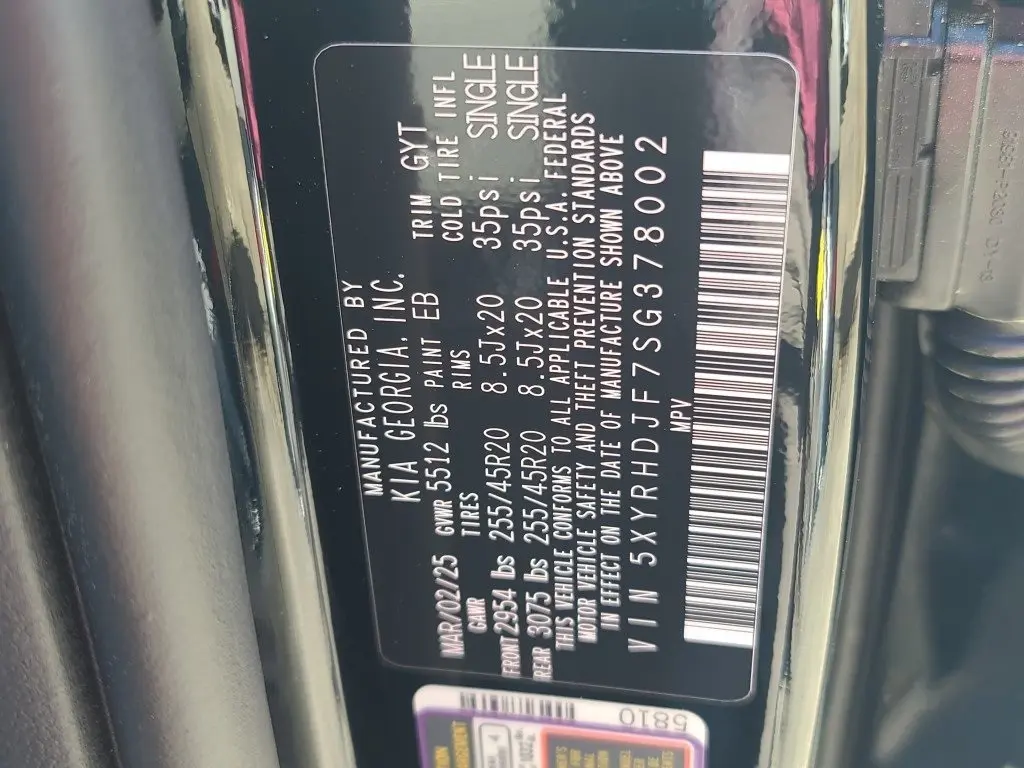 MANUFACTURED BY
KIA GEORGIA. INC.
MAR/02/25 GWR 5512 lbs PAINT EB TRIM GYT
GWR TIRES RIMS COLD TIRE INFL
FRON 2954 lbs 255/45R20 8.5Jx20 35psi SINGLE
REAR 3075 lbs 255/45R20 8.5Jx20 35psi SINGLE
THIS VEHICLE CONFORMS TO ALL APPLICABLE U.S.A. FEDERAL
MOTOR VEHICLE SAFETY AND THEFT PREVENTION STANDARDS
IN EFFECT ON THE DATE OF MANUFACTURE SHOWN ABOVE
VIN 5XYRHDJF7SG378002
MPV
5810